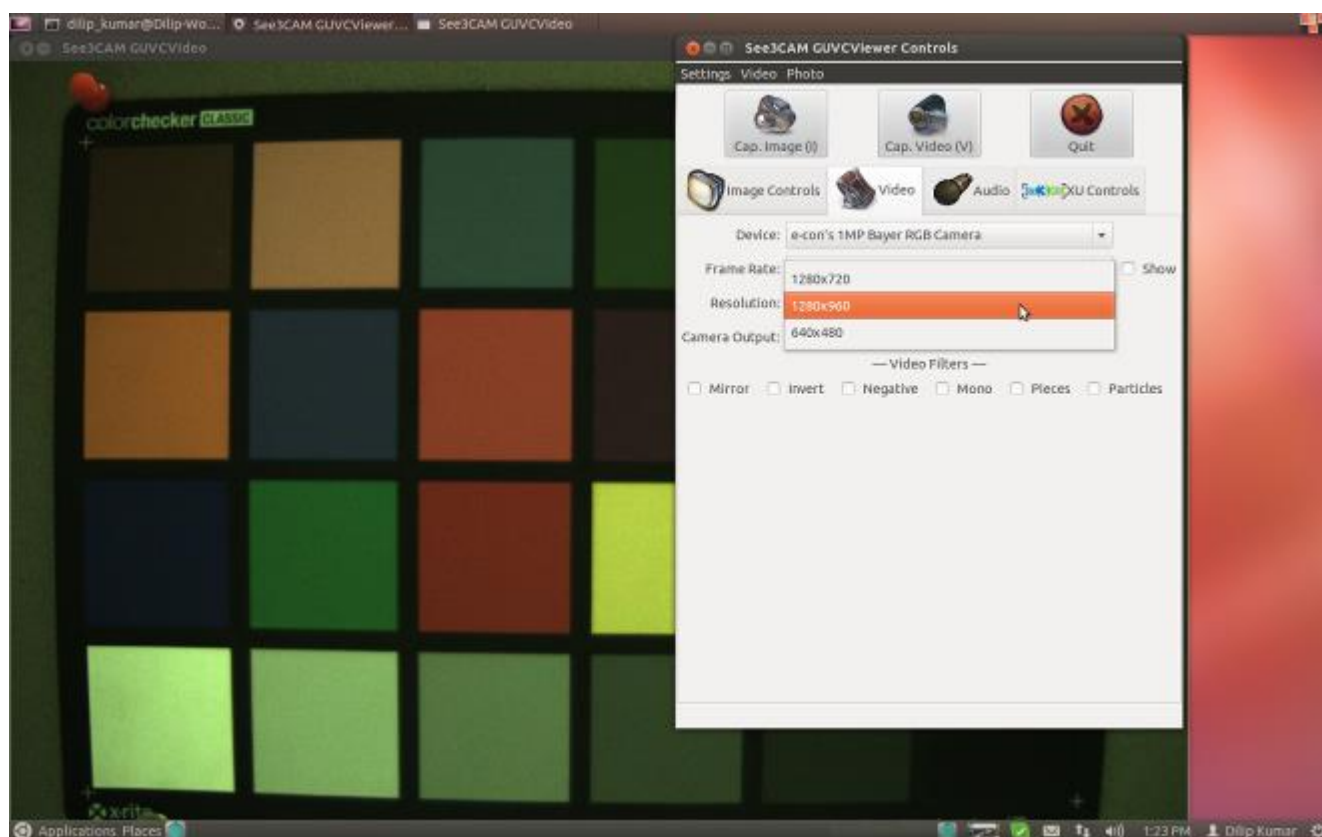 dilip_kumar@Dilip-Wo... See3CAM GUVCViewer... See3CAM GUVCVideo
See3CAM GUVCVideo
colorchecker CLASSIC
x-rite
See3CAM GUVCViewer Controls
Settings Video Photo
Cap. Image (I) Cap. Video (V) Quit
Image Controls Video Audio XU Controls
Device: e-con's 1MP Bayer RGB Camera
Frame Rate: Show
1280x720
Resolution: 1280x960
Camera Output: 640x480
— Video Filters —
Mirror Invert Negative Mono Pieces Particles
Applications Places 1:23 PM Dilip Kumar